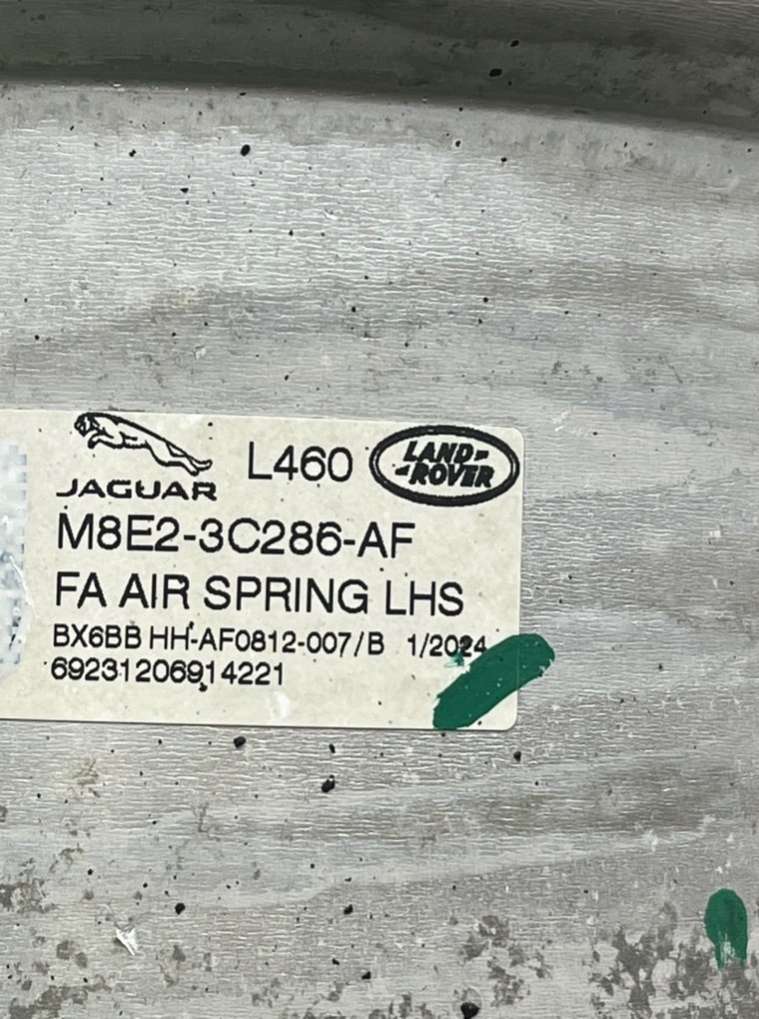 JAGUAR L460 LAND-
-ROVER
M8E2-3C286-AF
FA AIR SPRING LHS
BX6BB HH-AF0812-007/B 1/2024
69231206914221